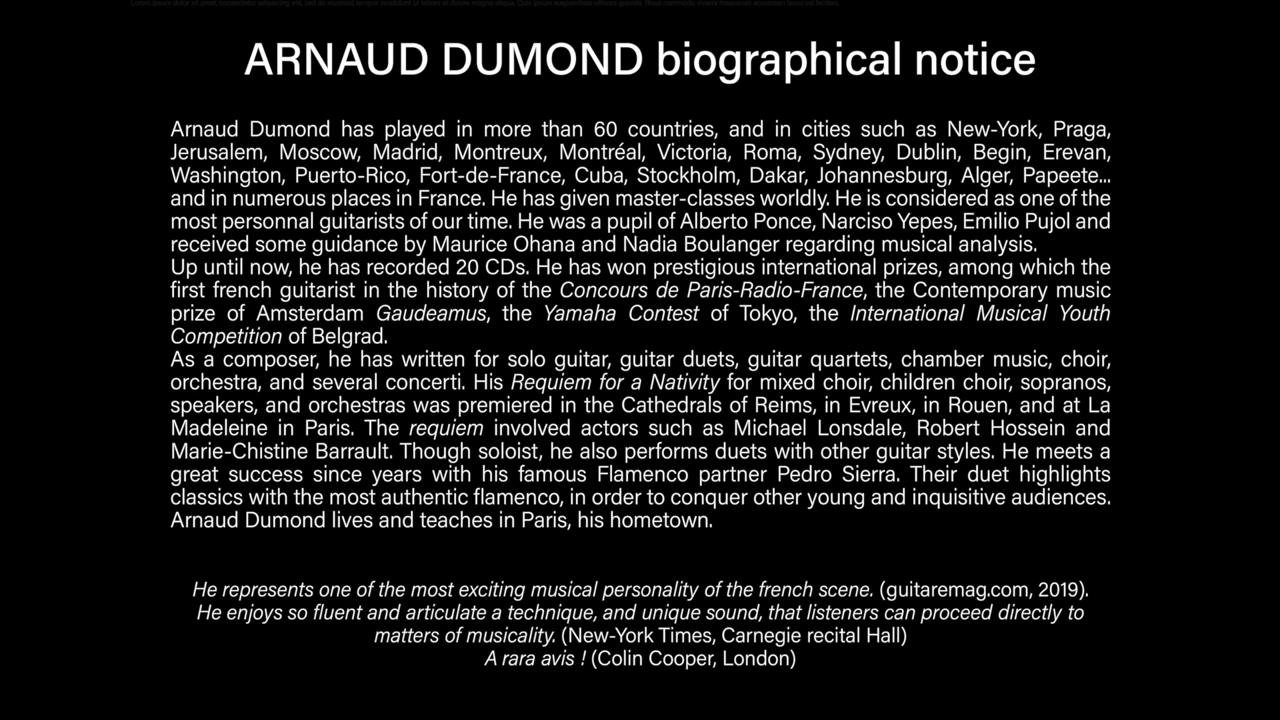 ARNAUD DUMOND biographical notice
Arnaud Dumond has played in more than 60 countries, and in cities such as New-York, Praga,
Jerusalem, Moscow, Madrid, Montreux, Montréal, Victoria, Roma, Sydney, Dublin, Begin, Erevan,
Washington, Puerto-Rico, Fort-de-France, Cuba, Stockholm, Dakar, Johannesburg, Alger, Papeete...
and in numerous places in France. He has given master-classes worldly. He is considered as one of the
most personnal guitarists of our time. He was a pupil of Alberto Ponce, Narciso Yepes, Emilio Pujol and
received some guidance by Maurice Ohana and Nadia Boulanger regarding musical analysis.
Up until now, he has recorded 20 CDs. He has won prestigious international prizes, among which the
first french guitarist in the history of the Concours de Paris-Radio-France, the Contemporary music
prize of Amsterdam Gaudeamus, the Yamaha Contest of Tokyo, the International Musical Youth
Competition of Belgrad.
As a composer, he has written for solo guitar, guitar duets, guitar quartets, chamber music, choir,
orchestra, and several concerti. His Requiem for a Nativity for mixed choir, children choir, sopranos,
speakers, and orchestras was premiered in the Cathedrals of Reims, in Evreux, in Rouen, and at La
Madeleine in Paris. The requiem involved actors such as Michael Lonsdale, Robert Hossein and
Marie-Chistine Barrault. Though soloist, he also performs duets with other guitar styles. He meets a
great success since years with his famous Flamenco partner Pedro Sierra. Their duet highlights
classics with the most authentic flamenco, in order to conquer other young and inquisitive audiences.
Arnaud Dumond lives and teaches in Paris, his hometown.
He represents one of the most exciting musical personality of the french scene. (guitaremag.com, 2019).
He enjoys so fluent and articulate a technique, and unique sound, that listeners can proceed directly to
matters of musicality. (New-York Times, Carnegie recital Hall)
A rara avis ! (Colin Cooper, London)